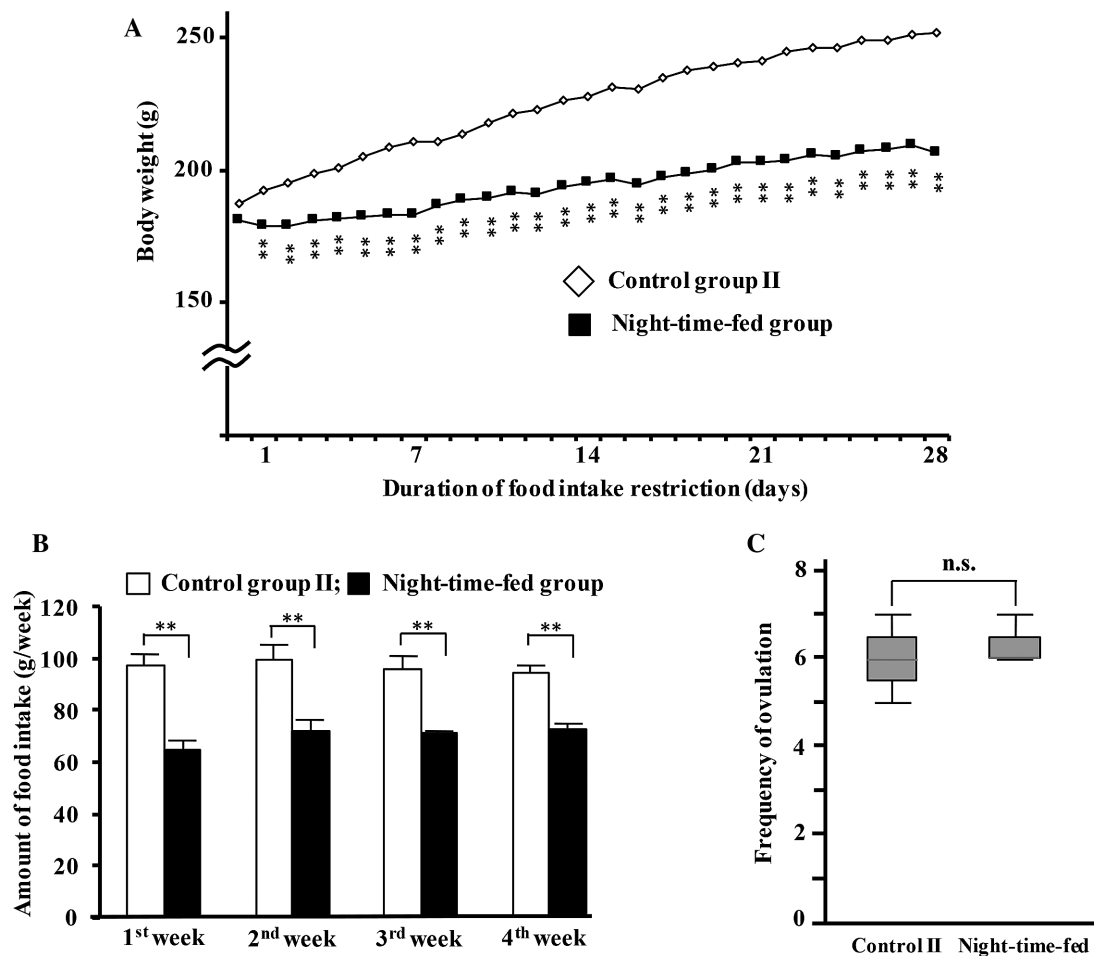 A
250
200
150
Body weight (g)
** ** ** ** ** ** ** ** ** ** ** ** ** ** ** ** ** ** ** ** ** ** ** ** ** ** ** **
Control group II
Night-time-fed group
1 7 14 21 28
Duration of food intake restriction (days)
B
Control group II; Night-time-fed group
120
100
80
60
40
20
0
Amount of food intake (g/week)
** ** ** **
1st week 2nd week 3rd week 4th week
C
n.s.
8
6
4
2
0
Frequency of ovulation
Control II Night-time-fed